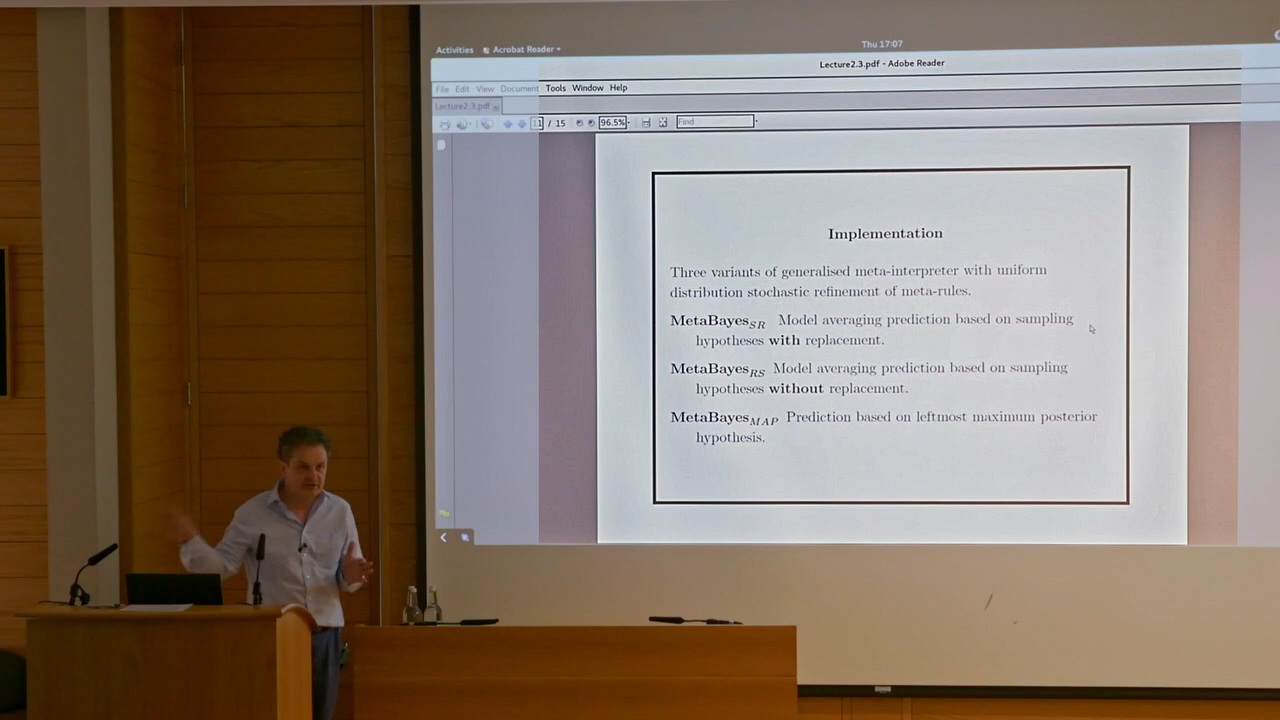 Activities Acrobat Reader
Thu 17:07
Lecture2.3.pdf - Adobe Reader
File Edit View Document Tools Window Help
Lecture2.3.pdf
11 / 15 96.5% Find
Implementation
Three variants of generalised meta-interpreter with uniform
distribution stochastic refinement of meta-rules.
MetaBayesSR Model averaging prediction based on sampling
hypotheses with replacement.
MetaBayesRS Model averaging prediction based on sampling
hypotheses without replacement.
MetaBayesMAP Prediction based on leftmost maximum posterior
hypothesis.